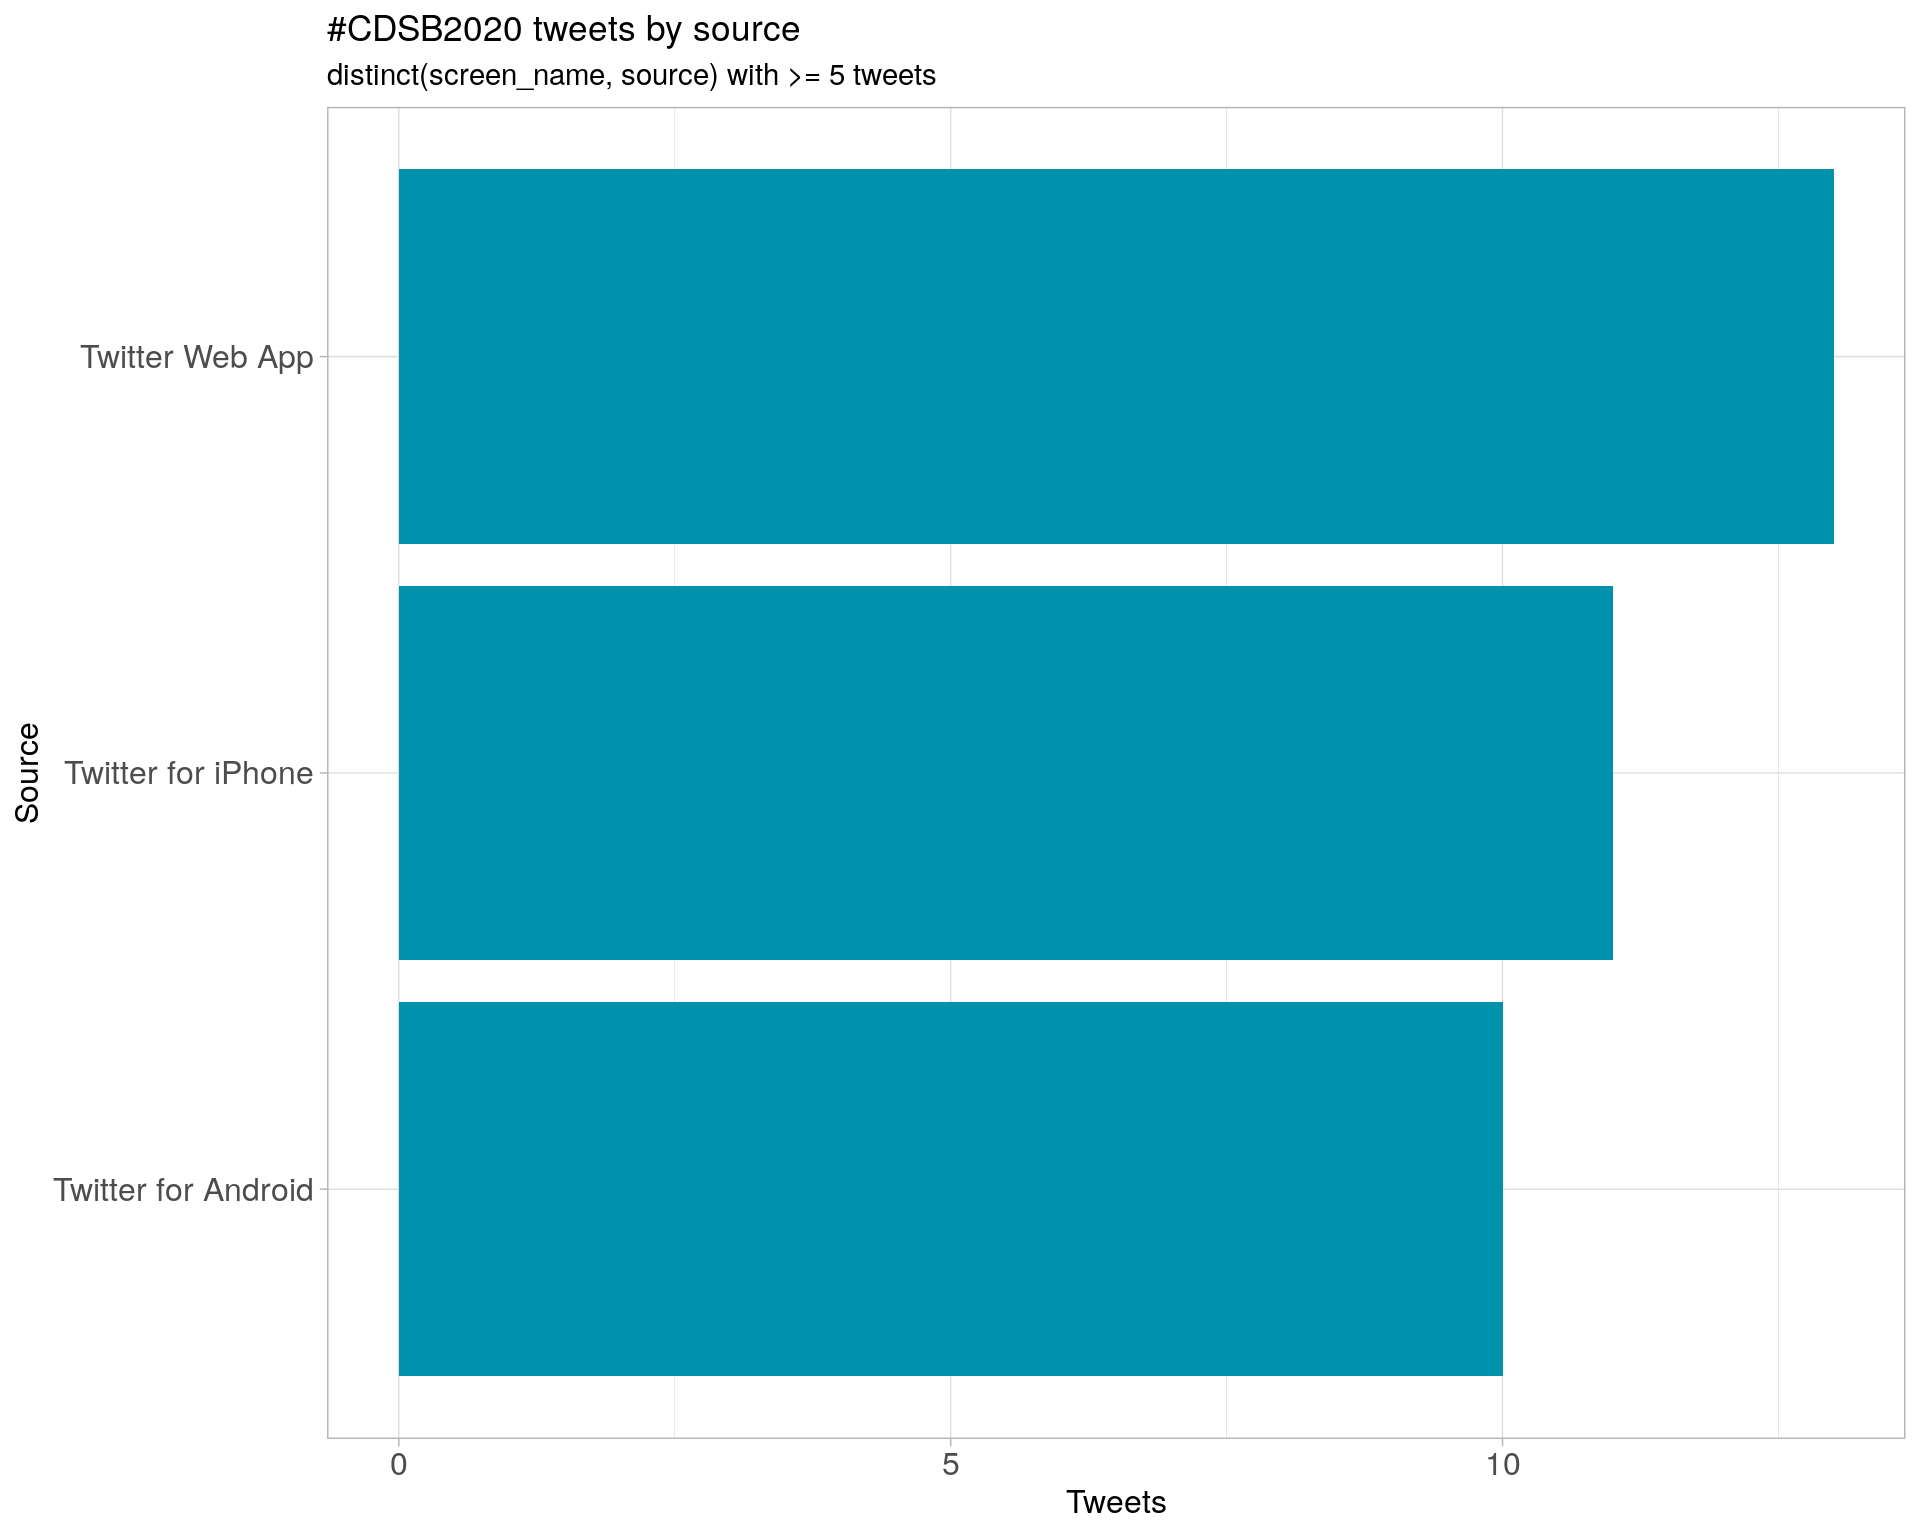 #CDSB2020 tweets by source
distinct(screen_name, source) with >= 5 tweets
Source
Twitter Web App
Twitter for iPhone
Twitter for Android
0 5 10
Tweets